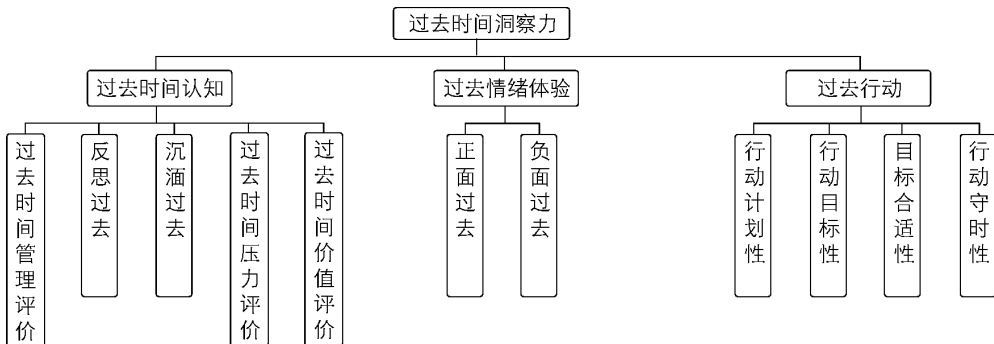 过去时间洞察力
过去时间认知
过去情绪体验
过去行动
过去时间管理评价
反思过去
沉湎过去
过去时间压力评价
过去时间价值评价
正面过去
负面过去
行动计划性
行动目标性
目标合适性
行动守时性